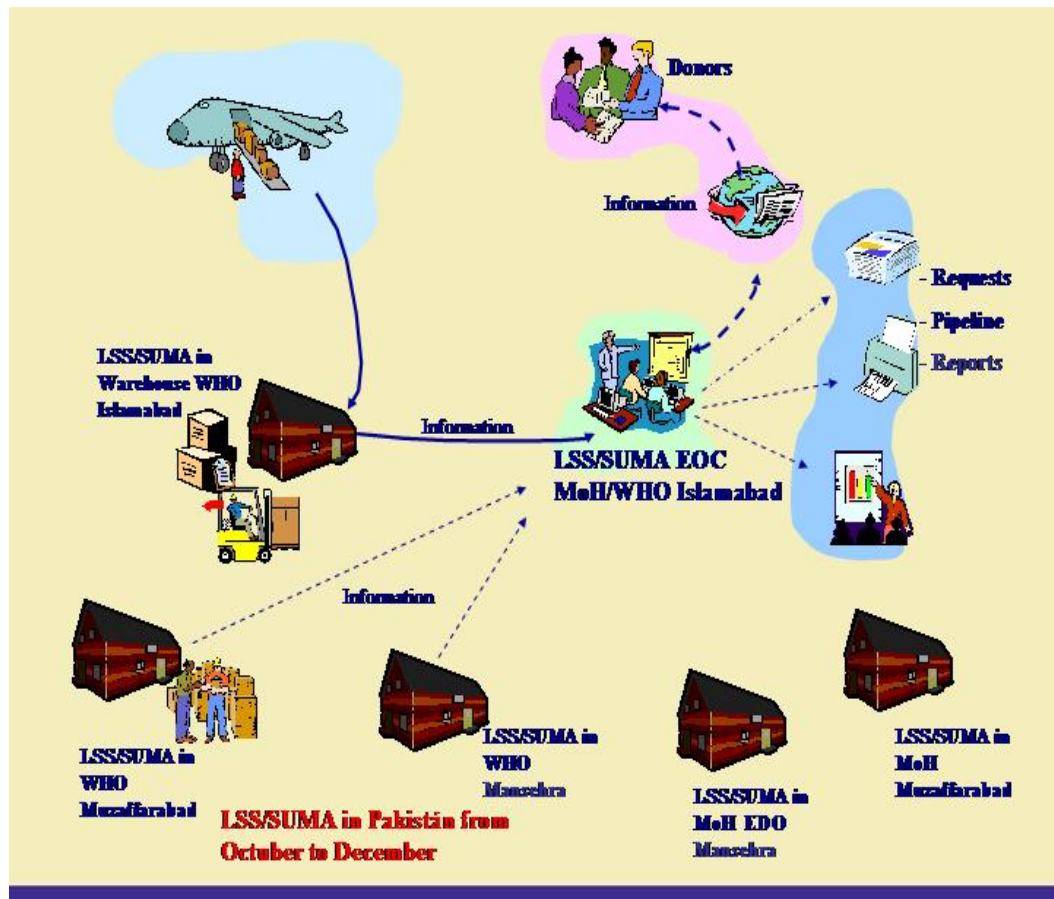 Donors
Information
- Requests
- Pipeline
- Reports
LSS/SUMA in
Warehouse WHO
Islamabad
Information
LSS/SUMA EOC
MoH/WHO Islamabad
Information
LSS/SUMA in
WHO
Muzaffarabad
LSS/SUMA in
WHO
Mansehra
LSS/SUMA in
MoH EDO
Mansehra
LSS/SUMA in
MoH
Muzaffarabad
LSS/SUMA in Pakistán from
Octuber to December